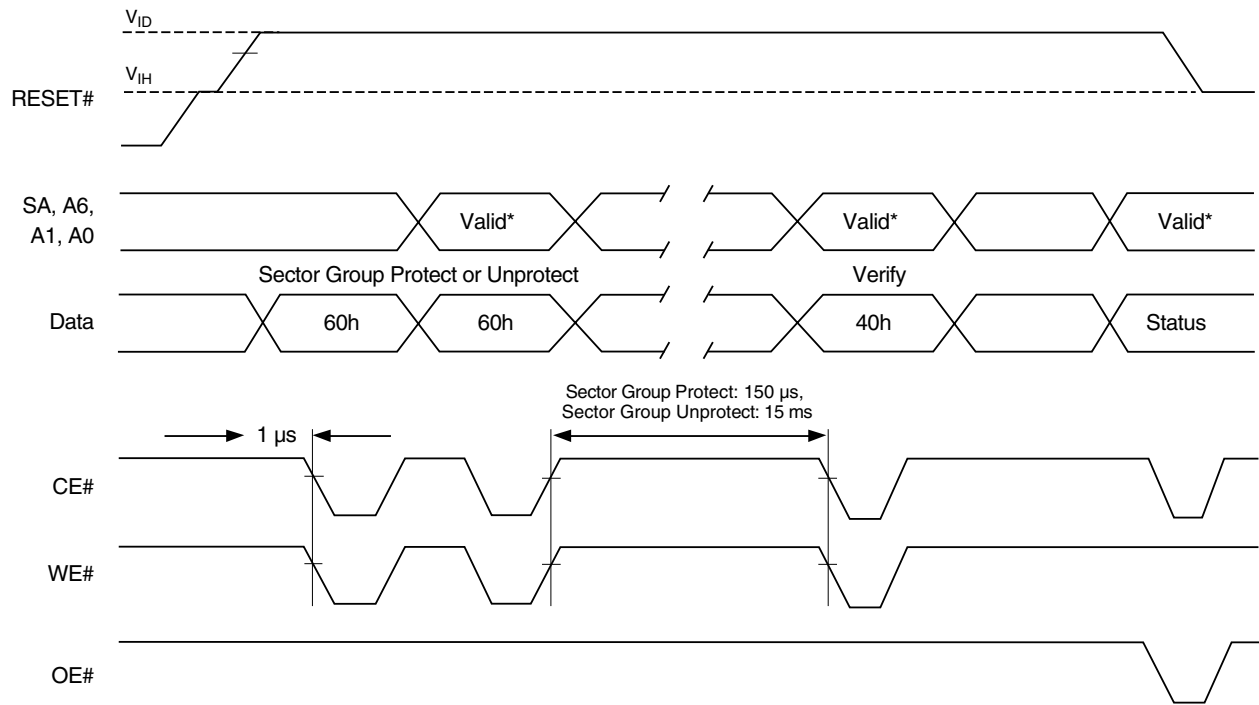 V_ID
V_IH
RESET#
SA, A6,
A1, A0
Valid*
Valid*
Valid*
Sector Group Protect or Unprotect
Verify
Data
60h
60h
40h
Status
Sector Group Protect: 150 µs,
Sector Group Unprotect: 15 ms
1 µs
CE#
WE#
OE#